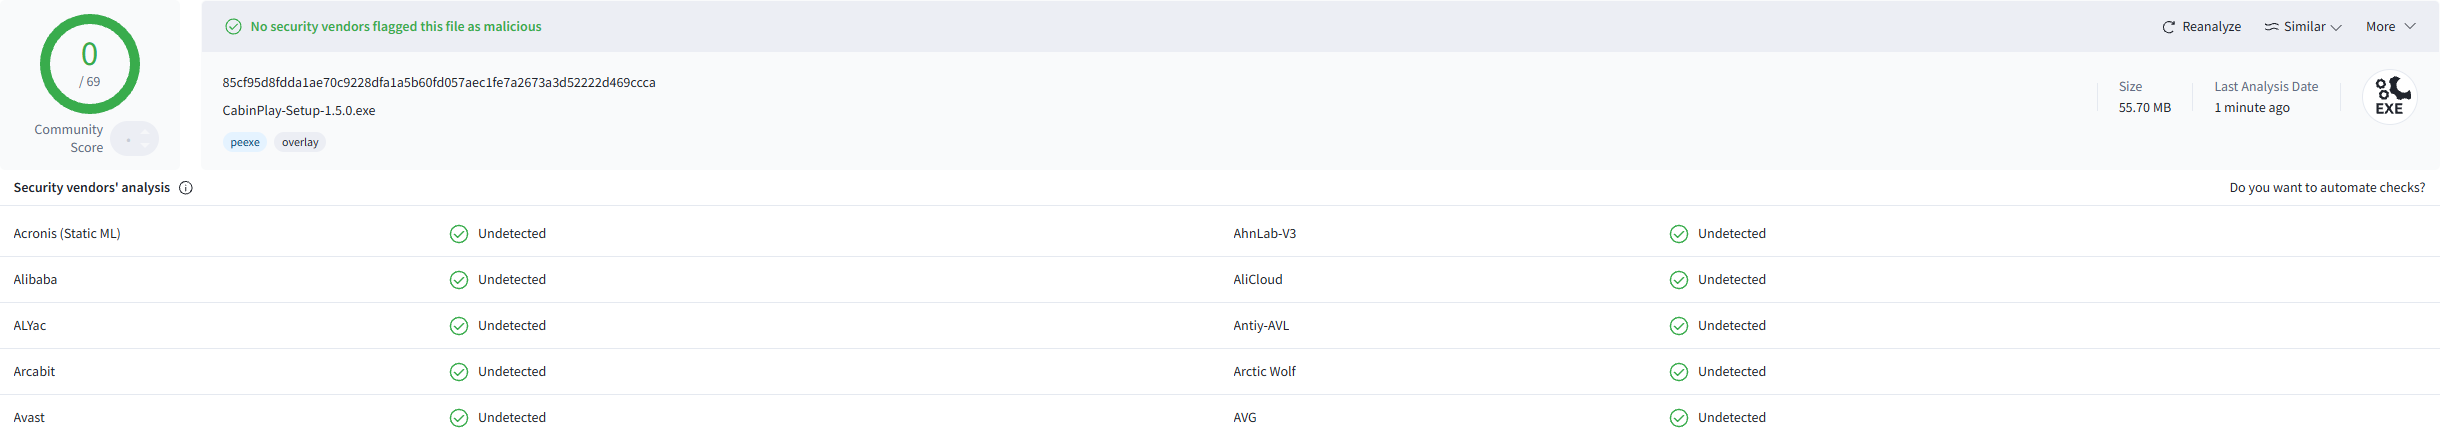 0
/ 69
Community Score
No security vendors flagged this file as malicious
Reanalyze
Similar
More
85cf95d8fdda1ae70c9228dfa1a5b60fd057aec1fe7a2673a3d52222d469ccca
CabinPlay-Setup-1.5.0.exe
peexe
overlay
Size
55.70 MB
Last Analysis Date
1 minute ago
EXE
Security vendors' analysis
Do you want to automate checks?
Acronis (Static ML) Undetected AhnLab-V3 Undetected
Alibaba Undetected AliCloud Undetected
ALYac Undetected Antiy-AVL Undetected
Arcabit Undetected Arctic Wolf Undetected
Avast Undetected AVG Undetected